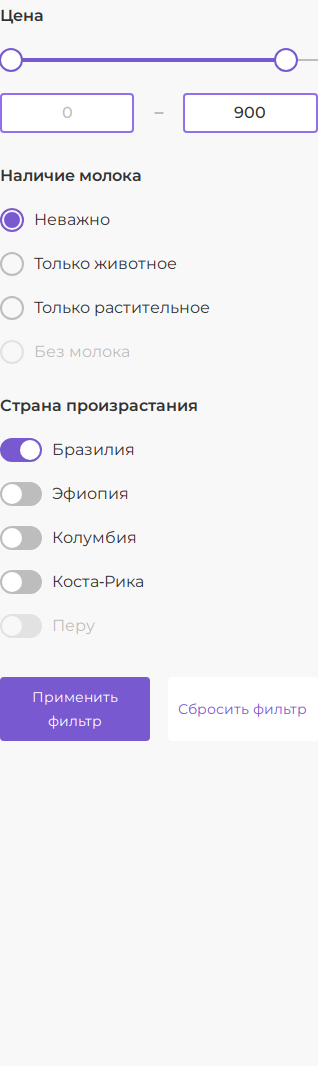 Цена
0 – 900
Наличие молока
Неважно
Только животное
Только растительное
Без молока
Страна произрастания
Бразилия
Эфиопия
Колумбия
Коста-Рика
Перу
Применить
фильтр
Сбросить фильтр